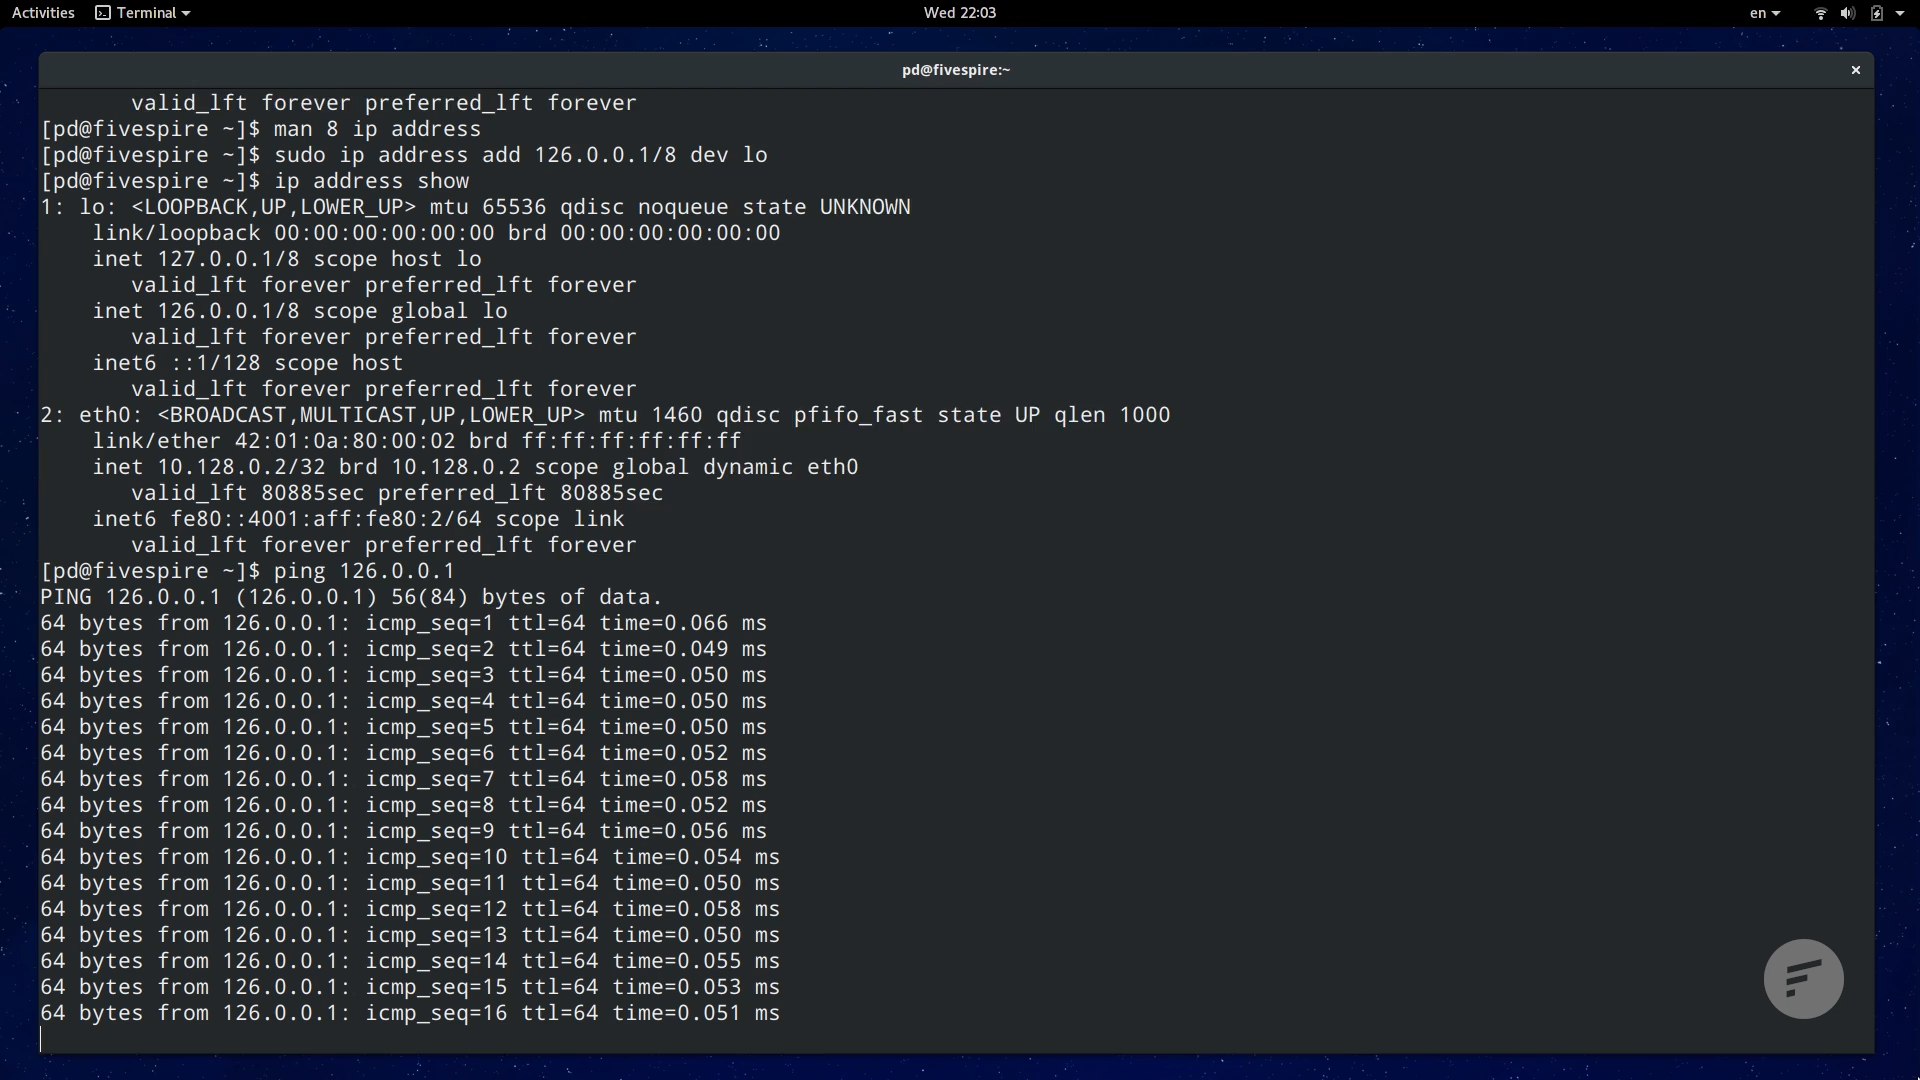 Activities Terminal Wed 22:03 en
pd@fivespire:~
valid_lft forever preferred_lft forever
[pd@fivespire ~]$ man 8 ip address
[pd@fivespire ~]$ sudo ip address add 126.0.0.1/8 dev lo
[pd@fivespire ~]$ ip address show
1: lo: <LOOPBACK,UP,LOWER_UP> mtu 65536 qdisc noqueue state UNKNOWN
link/loopback 00:00:00:00:00:00 brd 00:00:00:00:00:00
inet 127.0.0.1/8 scope host lo
valid_lft forever preferred_lft forever
inet 126.0.0.1/8 scope global lo
valid_lft forever preferred_lft forever
inet6 ::1/128 scope host
valid_lft forever preferred_lft forever
2: eth0: <BROADCAST,MULTICAST,UP,LOWER_UP> mtu 1460 qdisc pfifo_fast state UP qlen 1000
link/ether 42:01:0a:80:00:02 brd ff:ff:ff:ff:ff:ff
inet 10.128.0.2/32 brd 10.128.0.2 scope global dynamic eth0
valid_lft 80885sec preferred_lft 80885sec
inet6 fe80::4001:aff:fe80:2/64 scope link
valid_lft forever preferred_lft forever
[pd@fivespire ~]$ ping 126.0.0.1
PING 126.0.0.1 (126.0.0.1) 56(84) bytes of data.
64 bytes from 126.0.0.1: icmp_seq=1 ttl=64 time=0.066 ms
64 bytes from 126.0.0.1: icmp_seq=2 ttl=64 time=0.049 ms
64 bytes from 126.0.0.1: icmp_seq=3 ttl=64 time=0.050 ms
64 bytes from 126.0.0.1: icmp_seq=4 ttl=64 time=0.050 ms
64 bytes from 126.0.0.1: icmp_seq=5 ttl=64 time=0.050 ms
64 bytes from 126.0.0.1: icmp_seq=6 ttl=64 time=0.052 ms
64 bytes from 126.0.0.1: icmp_seq=7 ttl=64 time=0.058 ms
64 bytes from 126.0.0.1: icmp_seq=8 ttl=64 time=0.052 ms
64 bytes from 126.0.0.1: icmp_seq=9 ttl=64 time=0.056 ms
64 bytes from 126.0.0.1: icmp_seq=10 ttl=64 time=0.054 ms
64 bytes from 126.0.0.1: icmp_seq=11 ttl=64 time=0.050 ms
64 bytes from 126.0.0.1: icmp_seq=12 ttl=64 time=0.058 ms
64 bytes from 126.0.0.1: icmp_seq=13 ttl=64 time=0.050 ms
64 bytes from 126.0.0.1: icmp_seq=14 ttl=64 time=0.055 ms
64 bytes from 126.0.0.1: icmp_seq=15 ttl=64 time=0.053 ms
64 bytes from 126.0.0.1: icmp_seq=16 ttl=64 time=0.051 ms